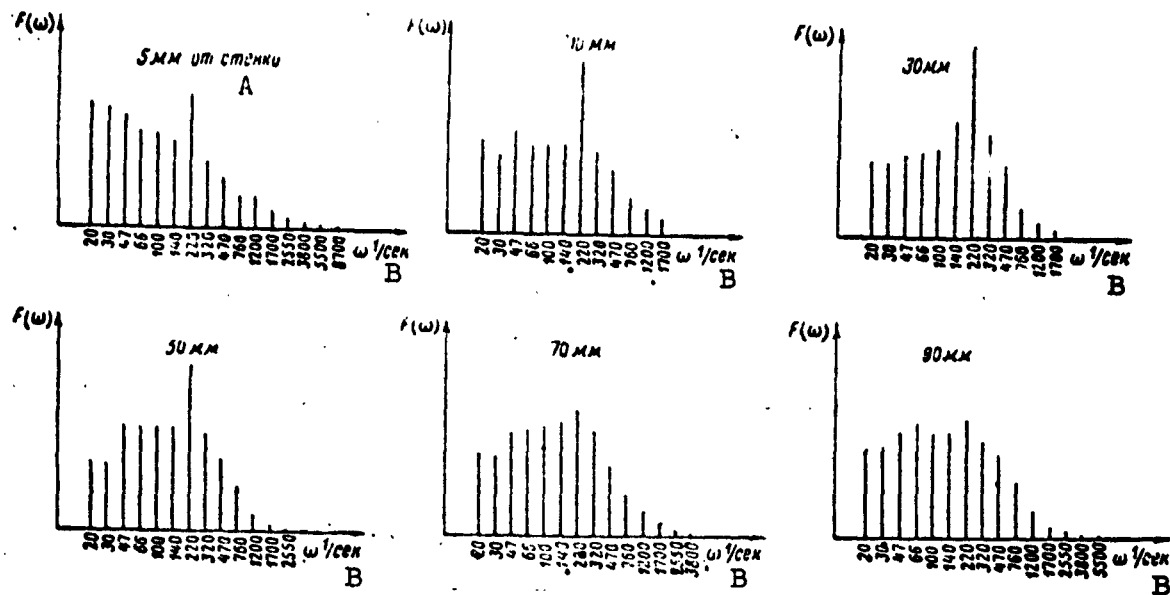 F(ω)
5 мм от стенки
A
20 30 47 66 100 140 220 320 470 760 1200 1700 2550 3800 5500 8700 ω 1/сек
B
F(ω)
10 мм
20 30 47 66 100 140 220 320 470 760 1200 1700 ω 1/сек
B
F(ω)
30 мм
20 30 47 66 100 140 220 320 470 760 1200 1700 ω 1/сек
B
F(ω)
50 мм
20 30 47 66 100 140 220 320 470 760 1200 1700 2550 ω 1/сек
B
F(ω)
70 мм
20 30 47 66 100 140 220 320 470 760 1200 1700 2550 3800 ω 1/сек
F(ω)
90 мм
20 30 47 66 100 140 220 320 470 760 1200 1700 2550 3800 5500 ω 1/сек
B